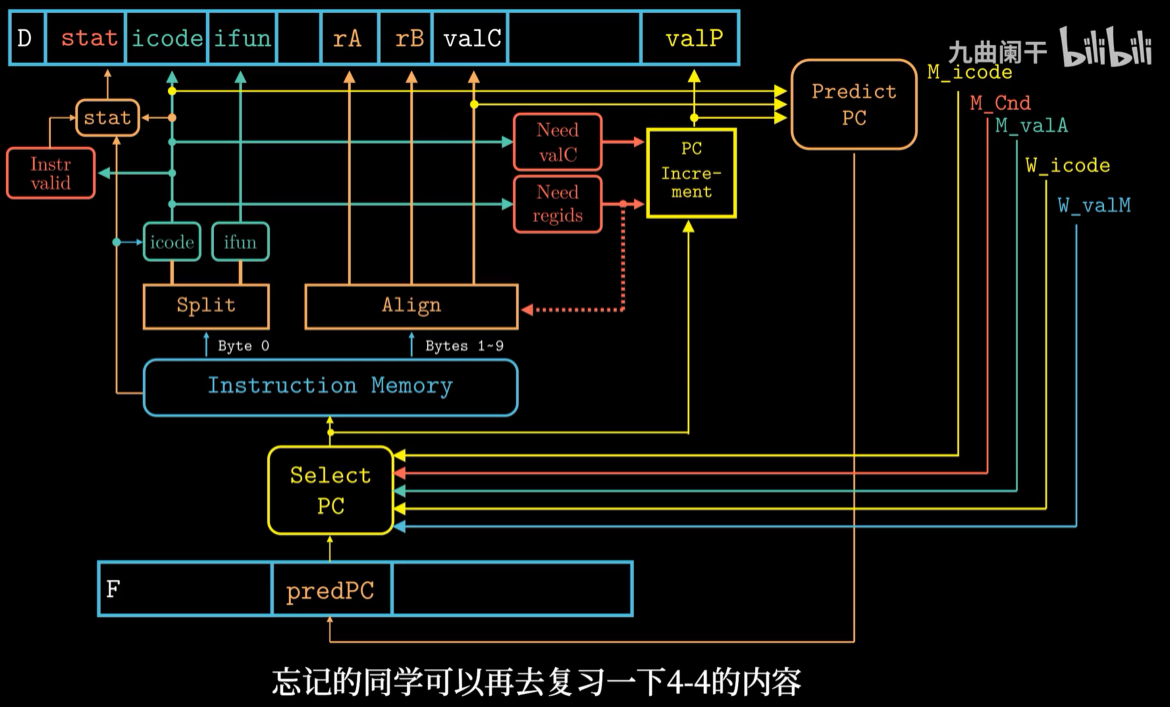 D stat icode ifun rA rB valC valP
九曲阑干 bilibili
M_icode
M_Cnd
M_valA
W_icode
W_valM
Predict
PC
stat
Instr
valid
Need
valC
Need
regids
PC
Incre-
ment
icode
ifun
Split
Align
Byte 0
Bytes 1~9
Instruction Memory
Select
PC
F predPC
忘记的同学可以再去复习一下4-4的内容